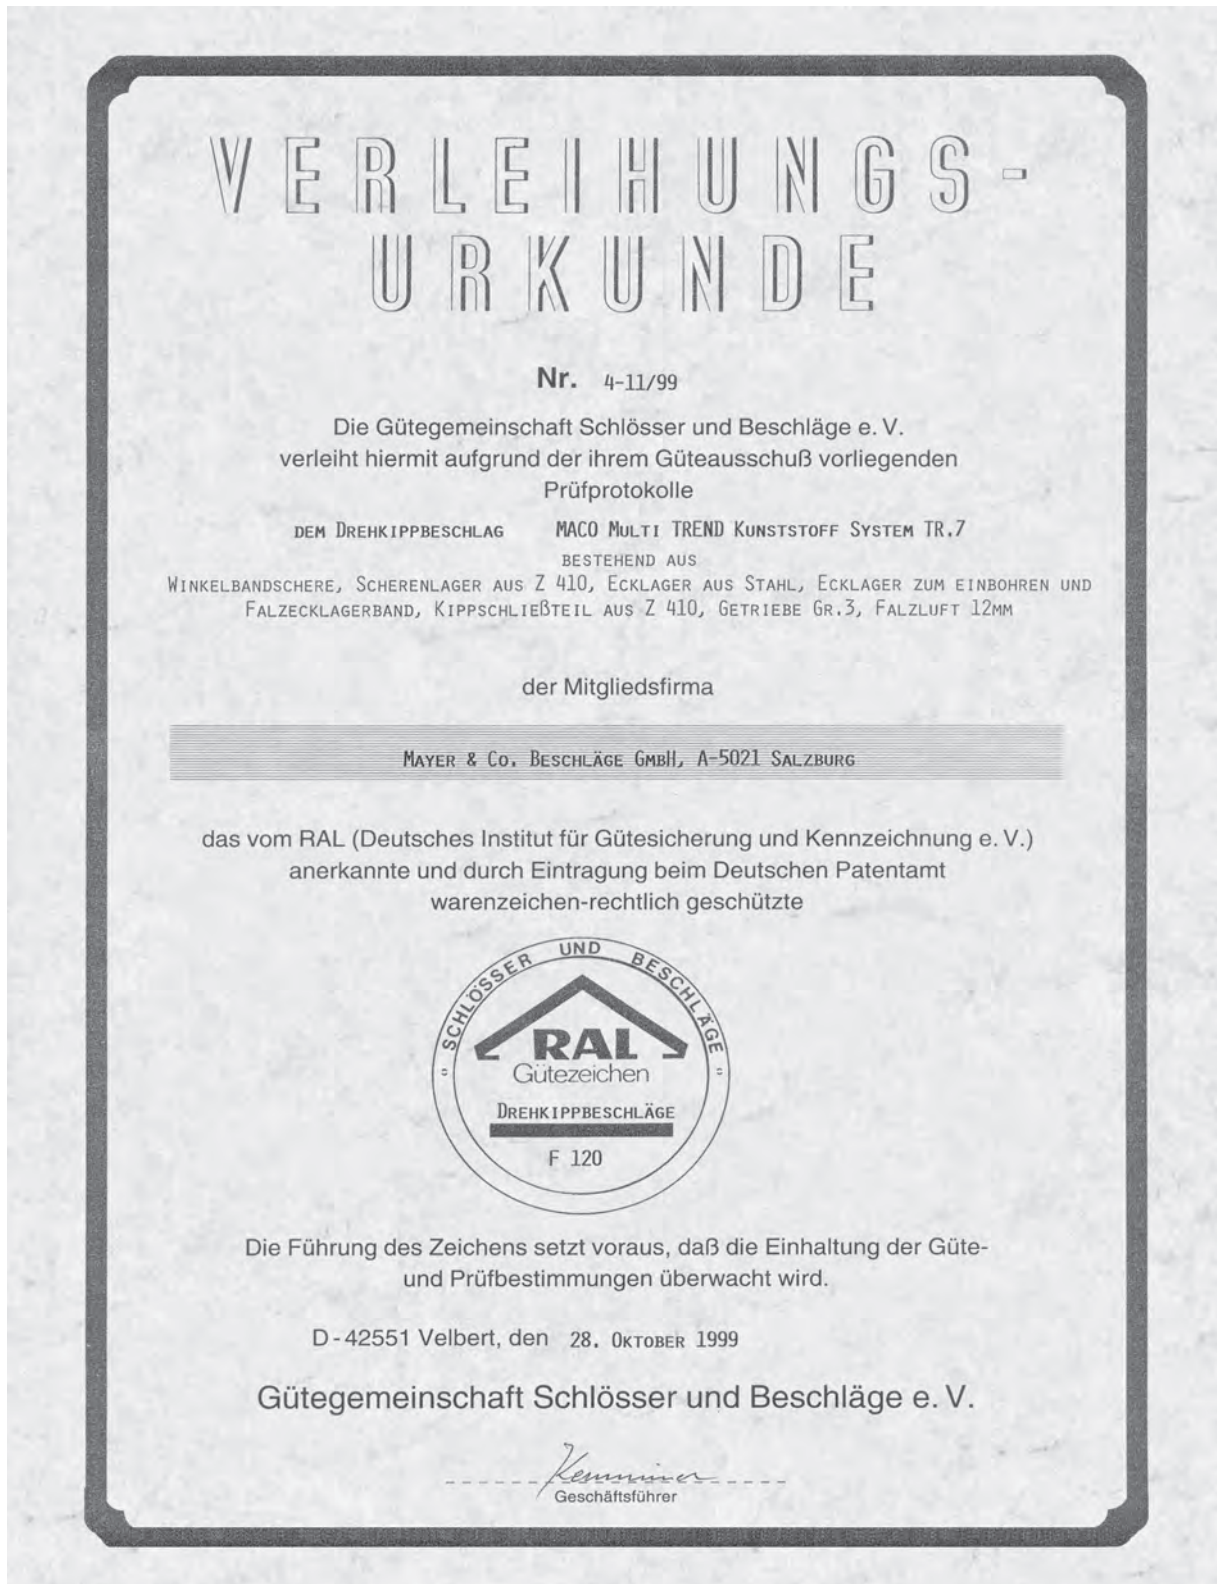 VERLEIHUNGS-
URKUNDE
Nr. 4-11/99
Die Gütegemeinschaft Schlösser und Beschläge e. V.
verleiht hiermit aufgrund der ihrem Güteausschuß vorliegenden
Prüfprotokolle
DEM DREHKIPPBESCHLAG MACO MULTI TREND KUNSTSTOFF SYSTEM TR.7
BESTEHEND AUS
WINKELBANDSCHERE, SCHERENLAGER AUS Z 410, ECKLAGER AUS STAHL, ECKLAGER ZUM EINBOHREN UND
FALZECKLAGERBAND, KIPPSCHLIEßTEIL AUS Z 410, GETRIEBE GR.3, FALZLUFT 12MM
der Mitgliedsfirma
MAYER & CO. BESCHLÄGE GMBH, A-5021 SALZBURG
das vom RAL (Deutsches Institut für Gütesicherung und Kennzeichnung e. V.)
anerkannte und durch Eintragung beim Deutschen Patentamt
warenzeichen-rechtlich geschützte
" SCHLÖSSER UND BESCHLÄGE "
RAL
Gütezeichen
DREHKIPPBESCHLÄGE
F 120
Die Führung des Zeichens setzt voraus, daß die Einhaltung der Güte-
und Prüfbestimmungen überwacht wird.
D-42551 Velbert, den 28. OKTOBER 1999
Gütegemeinschaft Schlösser und Beschläge e. V.
Geschäftsführer